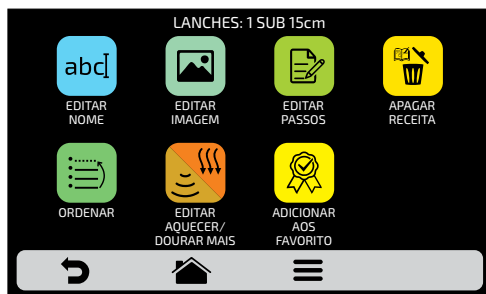 LANCHES: 1 SUB 15cm
abc
EDITAR
NOME
EDITAR
IMAGEM
EDITAR
PASSOS
APAGAR
RECEITA
ORDENAR
EDITAR
AQUECER/
DOURAR MAIS
ADICIONAR
AOS
FAVORITO